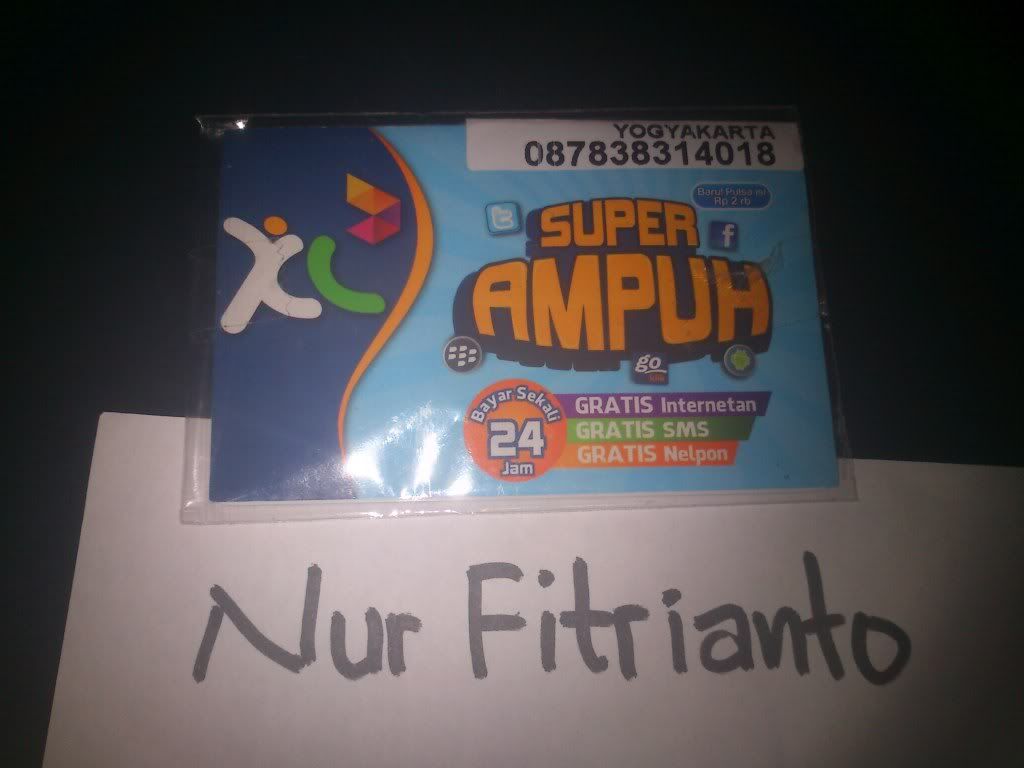 YOGYAKARTA
087838314018
Baru! Pulsa isi
Rp 2 rb
XL
SUPER
AMPUH
go
klik
Bayar Sekali
24
Jam
GRATIS Internetan
GRATIS SMS
GRATIS Nelpon
Nur Fitrianto